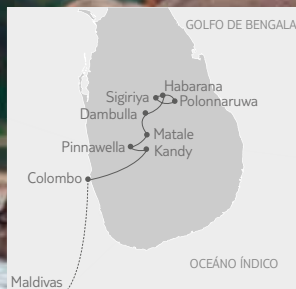 GOLFO DE BENGALA
Habarana
Sigiriya
Polonnaruwa
Dambulla
Matale
Pinnawella
Kandy
Colombo
OCEÁNO ÍNDICO
Maldivas